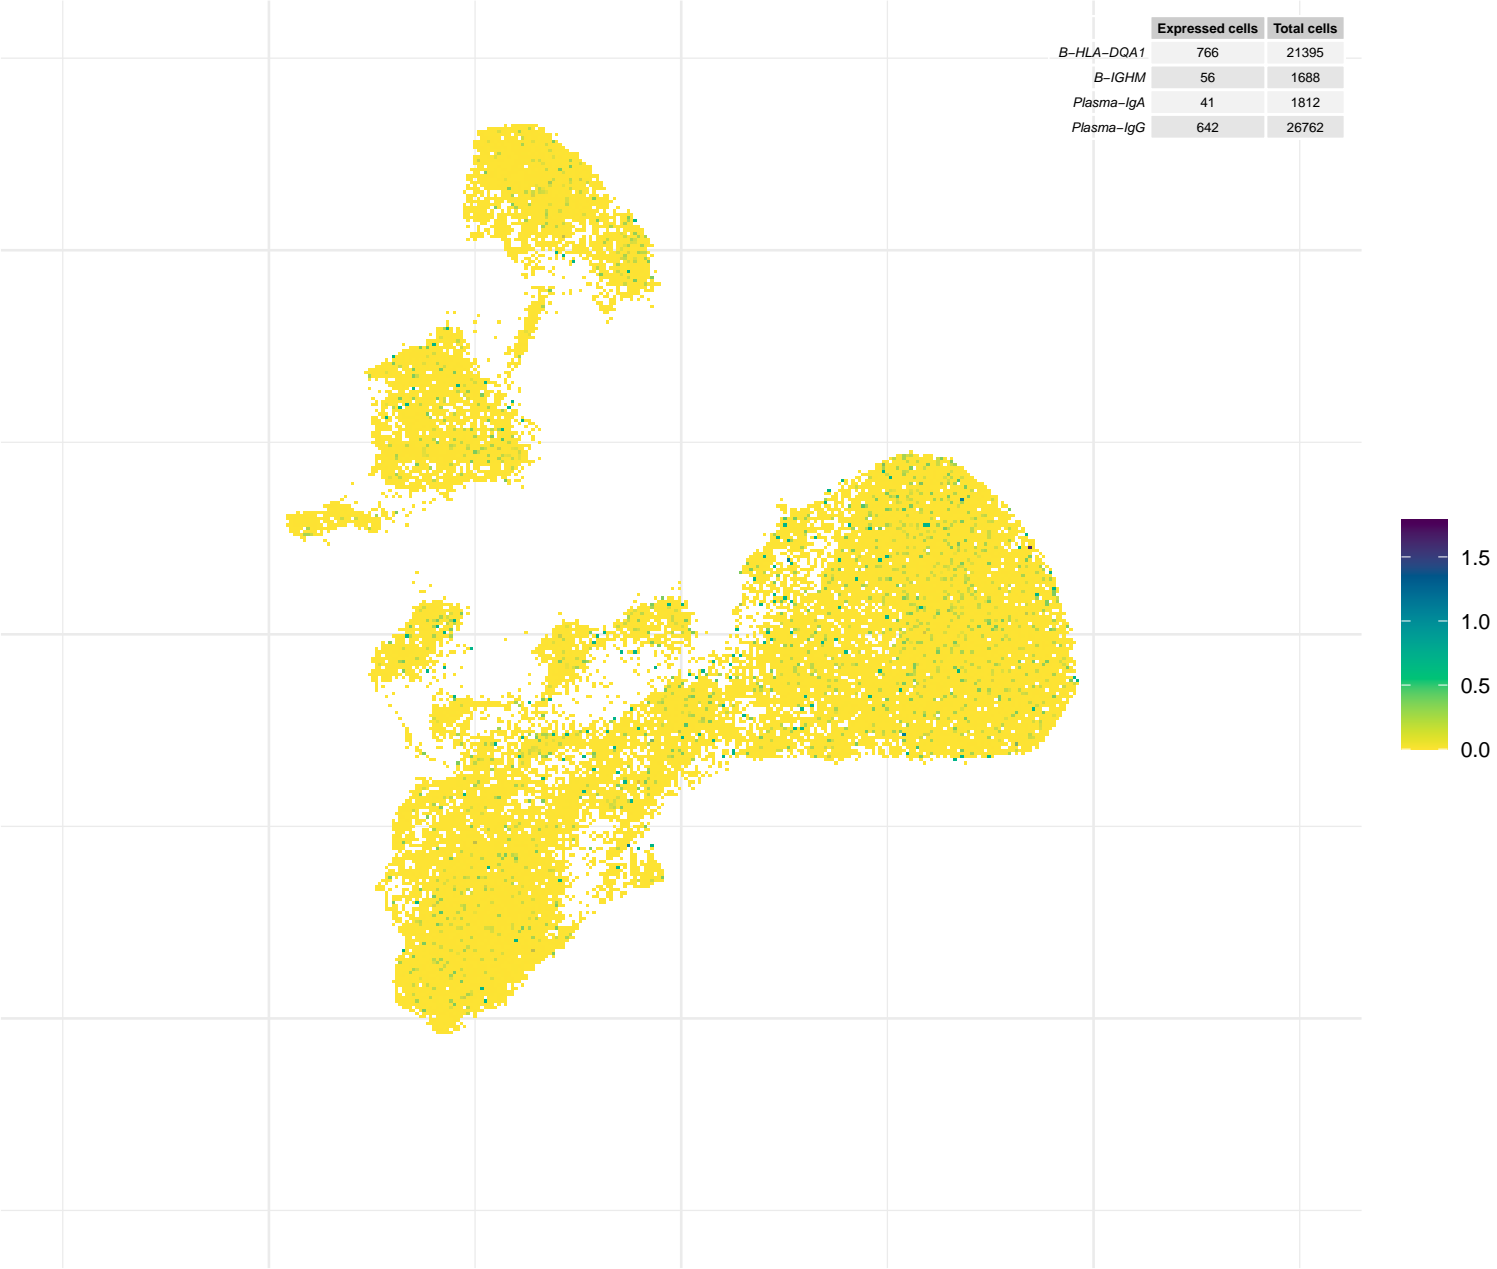 Expressed cells Total cells
B−HLA−DQA1 766 21395
B−IGHM 56 1688
Plasma−IgA 41 1812
Plasma−IgG 642 26762
1.5
1.0
0.5
0.0